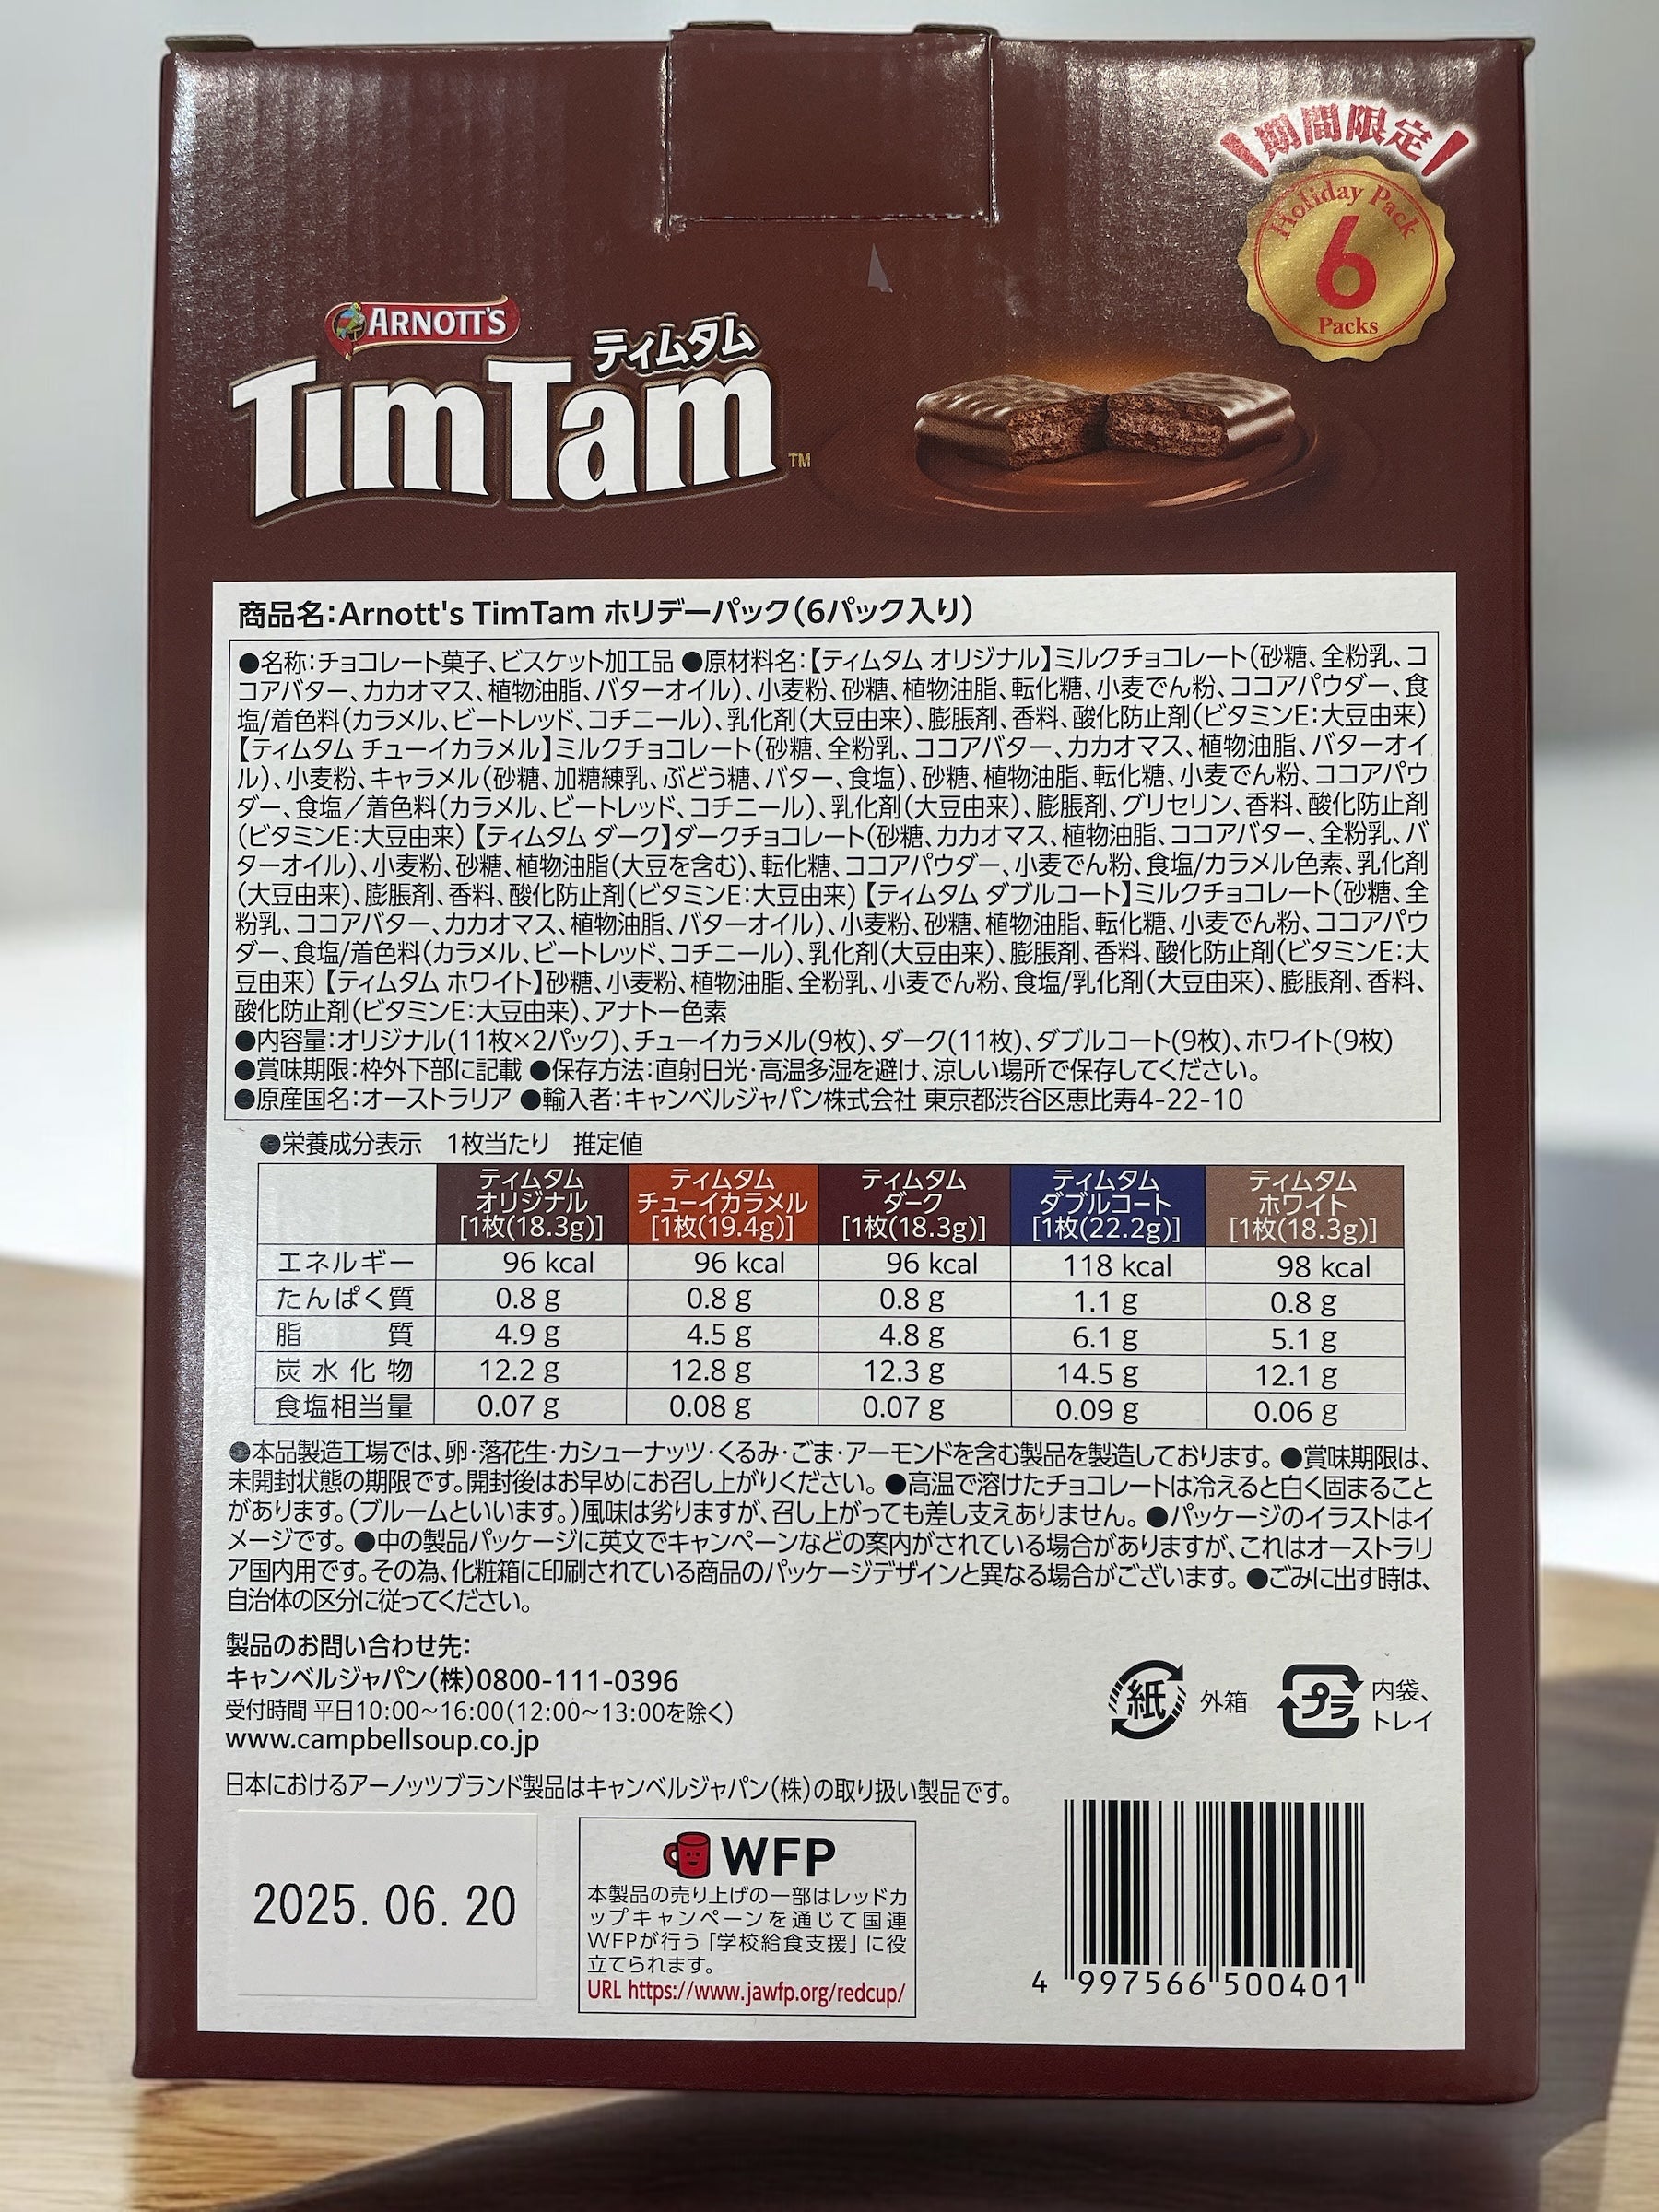 期間限定
Holiday Pack
6
Packs
ARNOTT'S
ティムタム
TimTam™
商品名:Arnott's TimTam ホリデーパック(6パック入り)
●名称:チョコレート菓子、ビスケット加工品 ●原材料名:【ティムタム オリジナル】ミルクチョコレート(砂糖、全粉乳、コ
コアバター、カカオマス、植物油脂、バターオイル)、小麦粉、砂糖、植物油脂、転化糖、小麦でん粉、ココアパウダー、食
塩/着色料(カラメル、ビートレッド、コチニール)、乳化剤(大豆由来)、膨脹剤、香料、酸化防止剤(ビタミンE:大豆由来)
【ティムタム チューイカラメル】ミルクチョコレート(砂糖、全粉乳、ココアバター、カカオマス、植物油脂、バターオイ
ル)、小麦粉、キャラメル(砂糖、加糖練乳、ぶどう糖、バター、食塩)、砂糖、植物油脂、転化糖、小麦でん粉、ココアパウ
ダー、食塩/着色料(カラメル、ビートレッド、コチニール)、乳化剤(大豆由来)、膨脹剤、グリセリン、香料、酸化防止剤
(ビタミンE:大豆由来)【ティムタム ダーク】ダークチョコレート(砂糖、カカオマス、植物油脂、ココアバター、全粉乳、バ
ターオイル)、小麦粉、砂糖、植物油脂(大豆を含む)、転化糖、ココアパウダー、小麦でん粉、食塩/カラメル色素、乳化剤
(大豆由来)、膨脹剤、香料、酸化防止剤(ビタミンE:大豆由来)【ティムタム ダブルコート】ミルクチョコレート(砂糖、全
粉乳、ココアバター、カカオマス、植物油脂、バターオイル)、小麦粉、砂糖、植物油脂、転化糖、小麦でん粉、ココアパウ
ダー、食塩/着色料(カラメル、ビートレッド、コチニール)、乳化剤(大豆由来)、膨脹剤、香料、酸化防止剤(ビタミンE:大
豆由来)【ティムタム ホワイト】砂糖、小麦粉、植物油脂、全粉乳、小麦でん粉、食塩/乳化剤(大豆由来)、膨脹剤、香料、
酸化防止剤(ビタミンE:大豆由来)、アナトー色素
●内容量:オリジナル(11枚×2パック)、チューイカラメル(9枚)、ダーク(11枚)、ダブルコート(9枚)、ホワイト(9枚)
●賞味期限:枠外下部に記載 ●保存方法:直射日光・高温多湿を避け、涼しい場所で保存してください。
●原産国名:オーストラリア ●輸入者:キャンベルジャパン株式会社 東京都渋谷区恵比寿4-22-10
●栄養成分表示 1枚当たり 推定値
ティムタム ティムタム ティムタム ティムタム ティムタム
オリジナル チューイカラメル ダーク ダブルコート ホワイト
[1枚(18.3g)] [1枚(19.4g)] [1枚(18.3g)] [1枚(22.2g)] [1枚(18.3g)]
エネルギー 96 kcal 96 kcal 96 kcal 118 kcal 98 kcal
たんぱく質 0.8 g 0.8 g 0.8 g 1.1 g 0.8 g
脂質 4.9 g 4.5 g 4.8 g 6.1 g 5.1 g
炭水化物 12.2 g 12.8 g 12.3 g 14.5 g 12.1 g
食塩相当量 0.07 g 0.08 g 0.07 g 0.09 g 0.06 g
●本品製造工場では、卵・落花生・カシューナッツ・くるみ・ごま・アーモンドを含む製品を製造しております。●賞味期限は、
未開封状態の期限です。開封後はお早めにお召し上がりください。●高温で溶けたチョコレートは冷えると白く固まること
があります。(ブルームといいます。)風味は劣りますが、召し上がっても差し支えありません。●パッケージのイラストはイ
メージです。●中の製品パッケージに英文でキャンペーンなどの案内がされている場合がありますが、これはオーストラリ
ア国内用です。その為、化粧箱に印刷されている商品のパッケージデザインと異なる場合がございます。●ごみに出す時は、
自治体の区分に従ってください。
製品のお問い合わせ先:
キャンベルジャパン(株)0800-111-0396
受付時間 平日10:00~16:00(12:00~13:00を除く)
www.campbellsoup.co.jp
紙 外箱
プラ 内袋、
トレイ
日本におけるアーノッツブランド製品はキャンベルジャパン(株)の取り扱い製品です。
2025.06.20
WFP
本製品の売り上げの一部はレッドカ
ップキャンペーンを通じて国連
WFPが行う「学校給食支援」に役
立てられます。
URL https://www.jawfp.org/redcup/
4 997566 500401